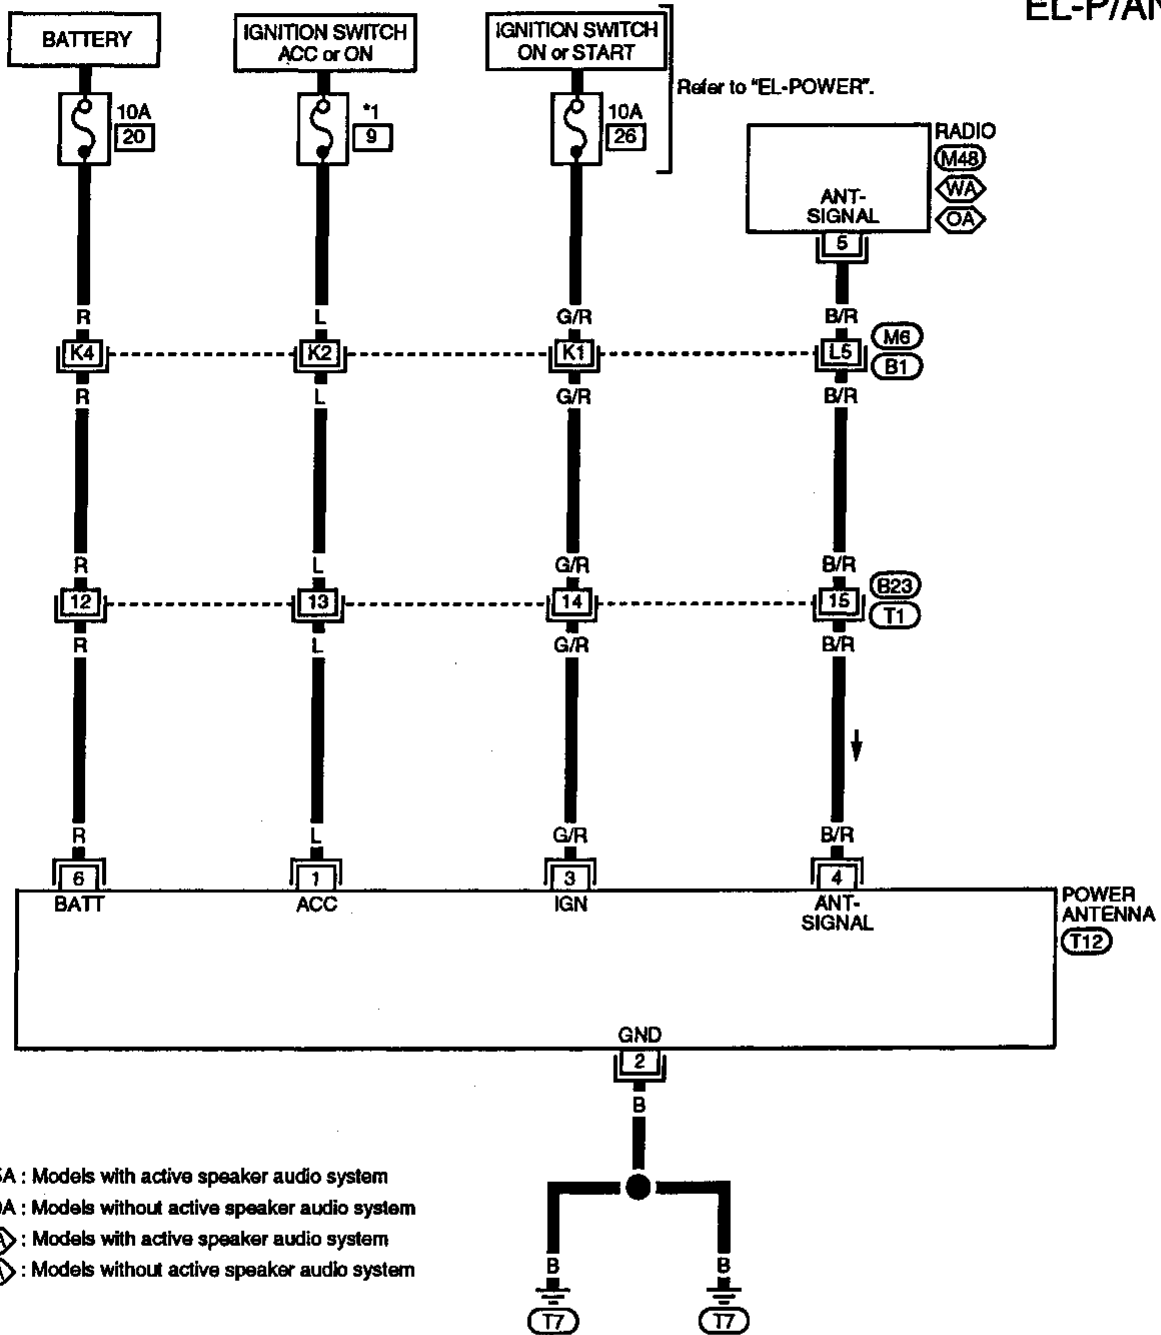 EL-P/AN
BATTERY
IGNITION SWITCH
ACC or ON
IGNITION SWITCH
ON or START
Refer to "EL-POWER".
10A
20
*1
9
10A
26
RADIO
M48
WA
OA
ANT-
SIGNAL
5
R L G/R B/R
K4 K2 K1 L5
M6
B1
R L G/R B/R
R L G/R B/R
12 13 14 15
B23
T1
R L G/R B/R
R L G/R B/R
6 1 3 4
BATT ACC IGN ANT-
SIGNAL
POWER
ANTENNA
T12
GND
2
B
A : Models with active speaker audio system
A : Models without active speaker audio system
A : Models with active speaker audio system
A : Models without active speaker audio system
B B
T7 T7